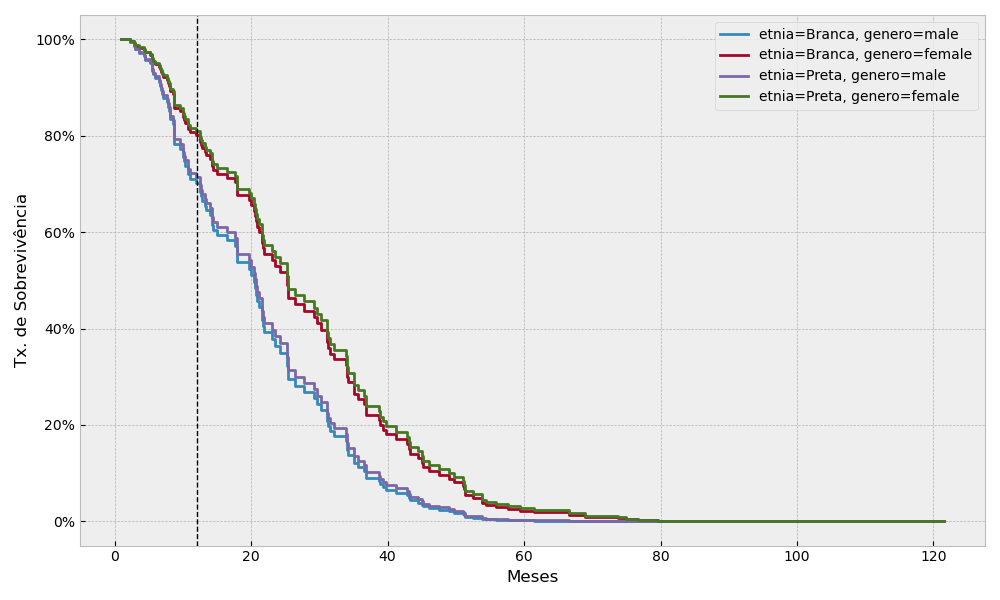 100%
80%
60%
40%
20%
0%
Tx. de Sobrevivência
etnia=Branca, genero=male
etnia=Branca, genero=female
etnia=Preta, genero=male
etnia=Preta, genero=female
0 20 40 60 80 100 120
Meses